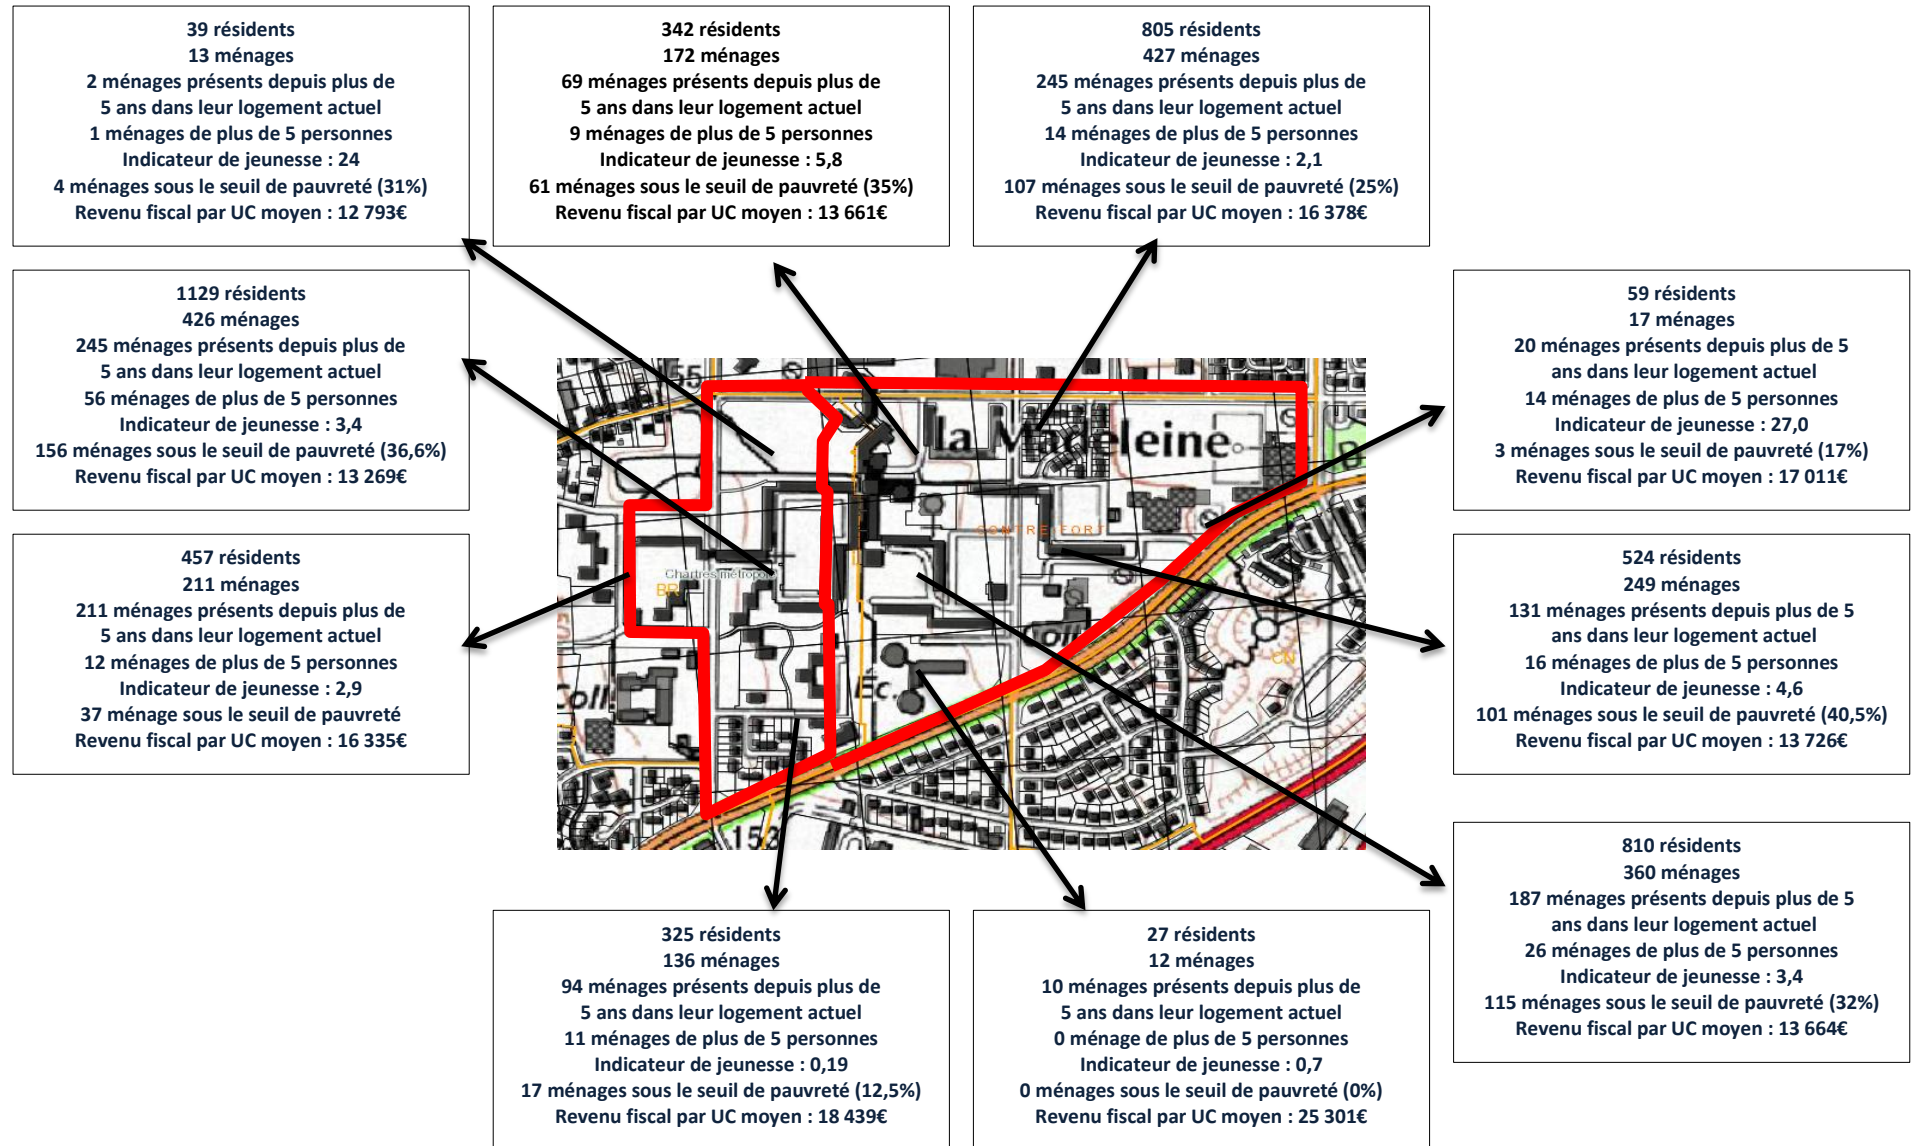 39 résidents
13 ménages
2 ménages présents depuis plus de
5 ans dans leur logement actuel
1 ménages de plus de 5 personnes
Indicateur de jeunesse : 24
4 ménages sous le seuil de pauvreté (31%)
Revenu fiscal par UC moyen : 12 793€
342 résidents
172 ménages
69 ménages présents depuis plus de
5 ans dans leur logement actuel
9 ménages de plus de 5 personnes
Indicateur de jeunesse : 5,8
61 ménages sous le seuil de pauvreté (35%)
Revenu fiscal par UC moyen : 13 661€
805 résidents
427 ménages
245 ménages présents depuis plus de
5 ans dans leur logement actuel
14 ménages de plus de 5 personnes
Indicateur de jeunesse : 2,1
107 ménages sous le seuil de pauvreté (25%)
Revenu fiscal par UC moyen : 16 378€
1129 résidents
426 ménages
245 ménages présents depuis plus de
5 ans dans leur logement actuel
56 ménages de plus de 5 personnes
Indicateur de jeunesse : 3,4
156 ménages sous le seuil de pauvreté (36,6%)
Revenu fiscal par UC moyen : 13 269€
59 résidents
17 ménages
20 ménages présents depuis plus de 5
ans dans leur logement actuel
14 ménages de plus de 5 personnes
Indicateur de jeunesse : 27,0
3 ménages sous le seuil de pauvreté (17%)
Revenu fiscal par UC moyen : 17 011€
155
la Madeleine
CONTRE-FORT
Chartres métropole
BR
Coll.
Éc.
CN
153
457 résidents
211 ménages
211 ménages présents depuis plus de
5 ans dans leur logement actuel
12 ménages de plus de 5 personnes
Indicateur de jeunesse : 2,9
37 ménage sous le seuil de pauvreté
Revenu fiscal par UC moyen : 16 335€
524 résidents
249 ménages
131 ménages présents depuis plus de 5
ans dans leur logement actuel
16 ménages de plus de 5 personnes
Indicateur de jeunesse : 4,6
101 ménages sous le seuil de pauvreté (40,5%)
Revenu fiscal par UC moyen : 13 726€
810 résidents
360 ménages
187 ménages présents depuis plus de 5
ans dans leur logement actuel
26 ménages de plus de 5 personnes
Indicateur de jeunesse : 3,4
115 ménages sous le seuil de pauvreté (32%)
Revenu fiscal par UC moyen : 13 664€
325 résidents
136 ménages
94 ménages présents depuis plus de
5 ans dans leur logement actuel
11 ménages de plus de 5 personnes
Indicateur de jeunesse : 0,19
17 ménages sous le seuil de pauvreté (12,5%)
Revenu fiscal par UC moyen : 18 439€
27 résidents
12 ménages
10 ménages présents depuis plus de
5 ans dans leur logement actuel
0 ménage de plus de 5 personnes
Indicateur de jeunesse : 0,7
0 ménages sous le seuil de pauvreté (0%)
Revenu fiscal par UC moyen : 25 301€